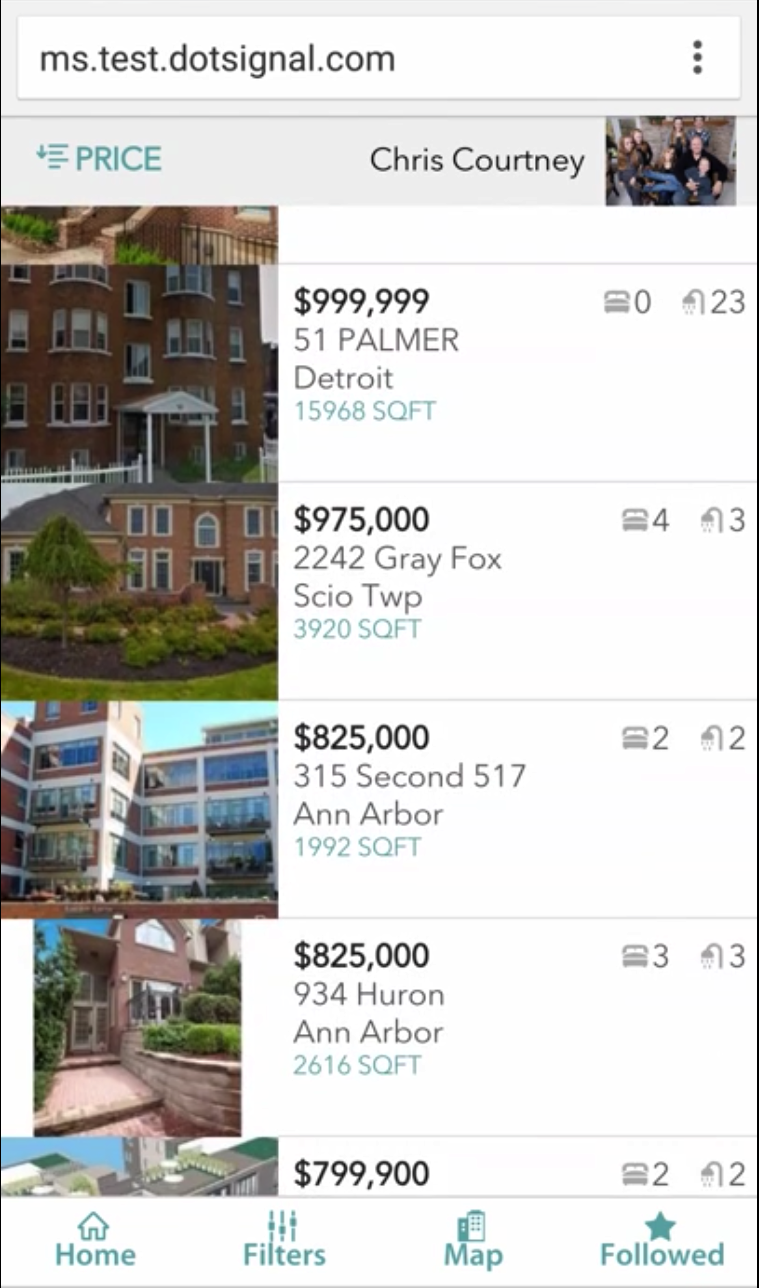 ms.test.dotsignal.com
PRICE
Chris Courtney
$999,999
0
23
51 PALMER
Detroit
15968 SQFT
$975,000
4
3
2242 Gray Fox
Scio Twp
3920 SQFT
$825,000
2
2
315 Second 517
Ann Arbor
1992 SQFT
$825,000
3
3
934 Huron
Ann Arbor
2616 SQFT
$799,900
2
2
Home
Filters
Map
Followed